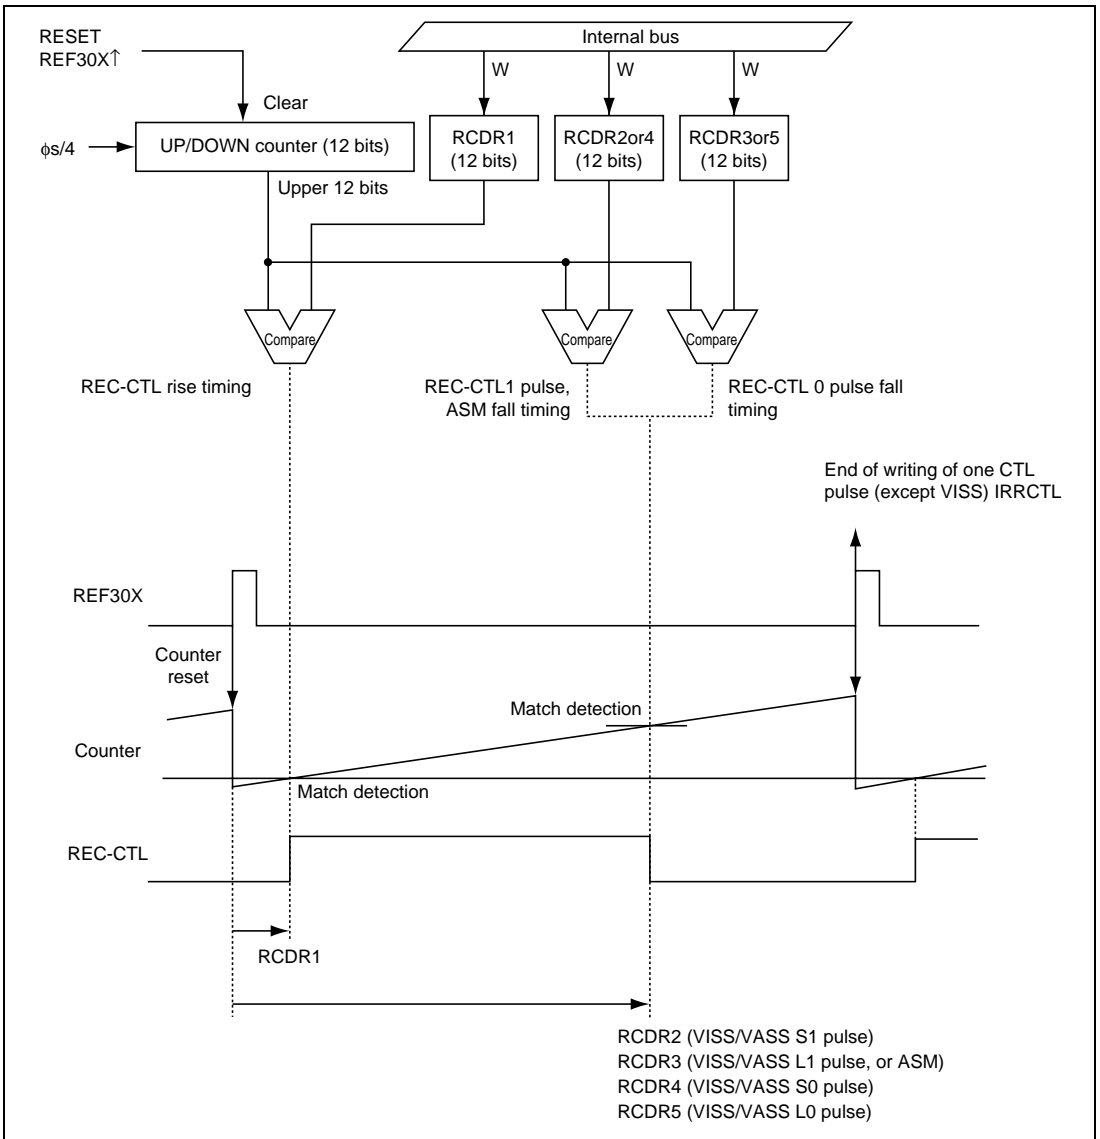 RESET
REF30X↑
Internal bus
W
W
W
Clear
ϕs/4
UP/DOWN counter (12 bits)
RCDR1
(12 bits)
RCDR2or4
(12 bits)
RCDR3or5
(12 bits)
Upper 12 bits
Compare
Compare
Compare
REC-CTL rise timing
REC-CTL1 pulse,
ASM fall timing
REC-CTL 0 pulse fall
timing
End of writing of one CTL
pulse (except VISS) IRRCTL
REF30X
Counter
reset
Match detection
Counter
Match detection
REC-CTL
RCDR1
RCDR2 (VISS/VASS S1 pulse)
RCDR3 (VISS/VASS L1 pulse, or ASM)
RCDR4 (VISS/VASS S0 pulse)
RCDR5 (VISS/VASS L0 pulse)